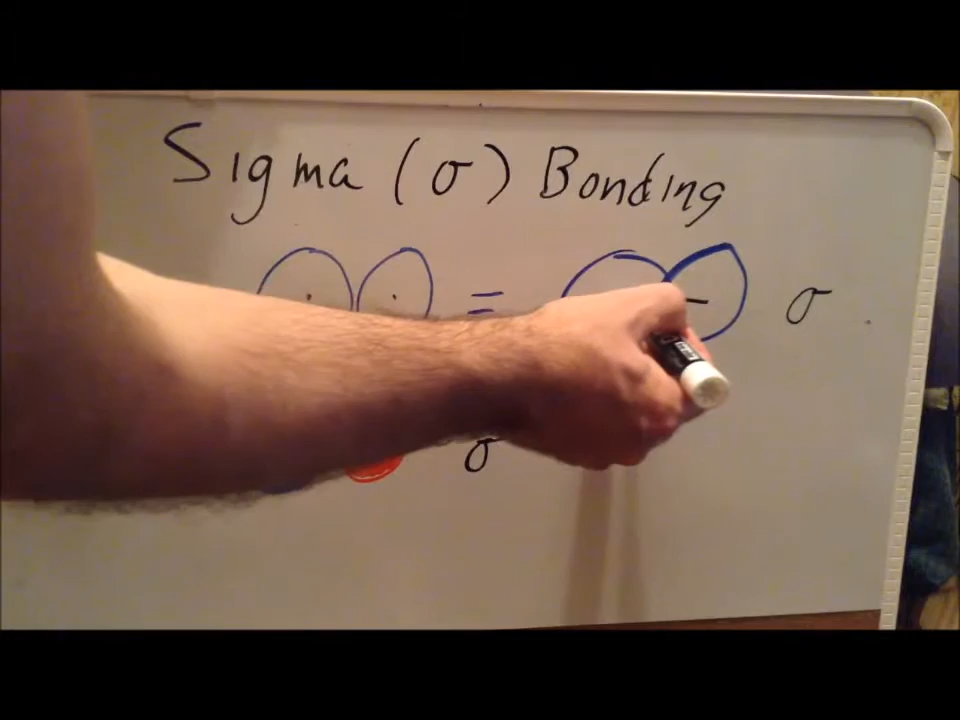 Sigma (σ) Bonding
= - σ
σ